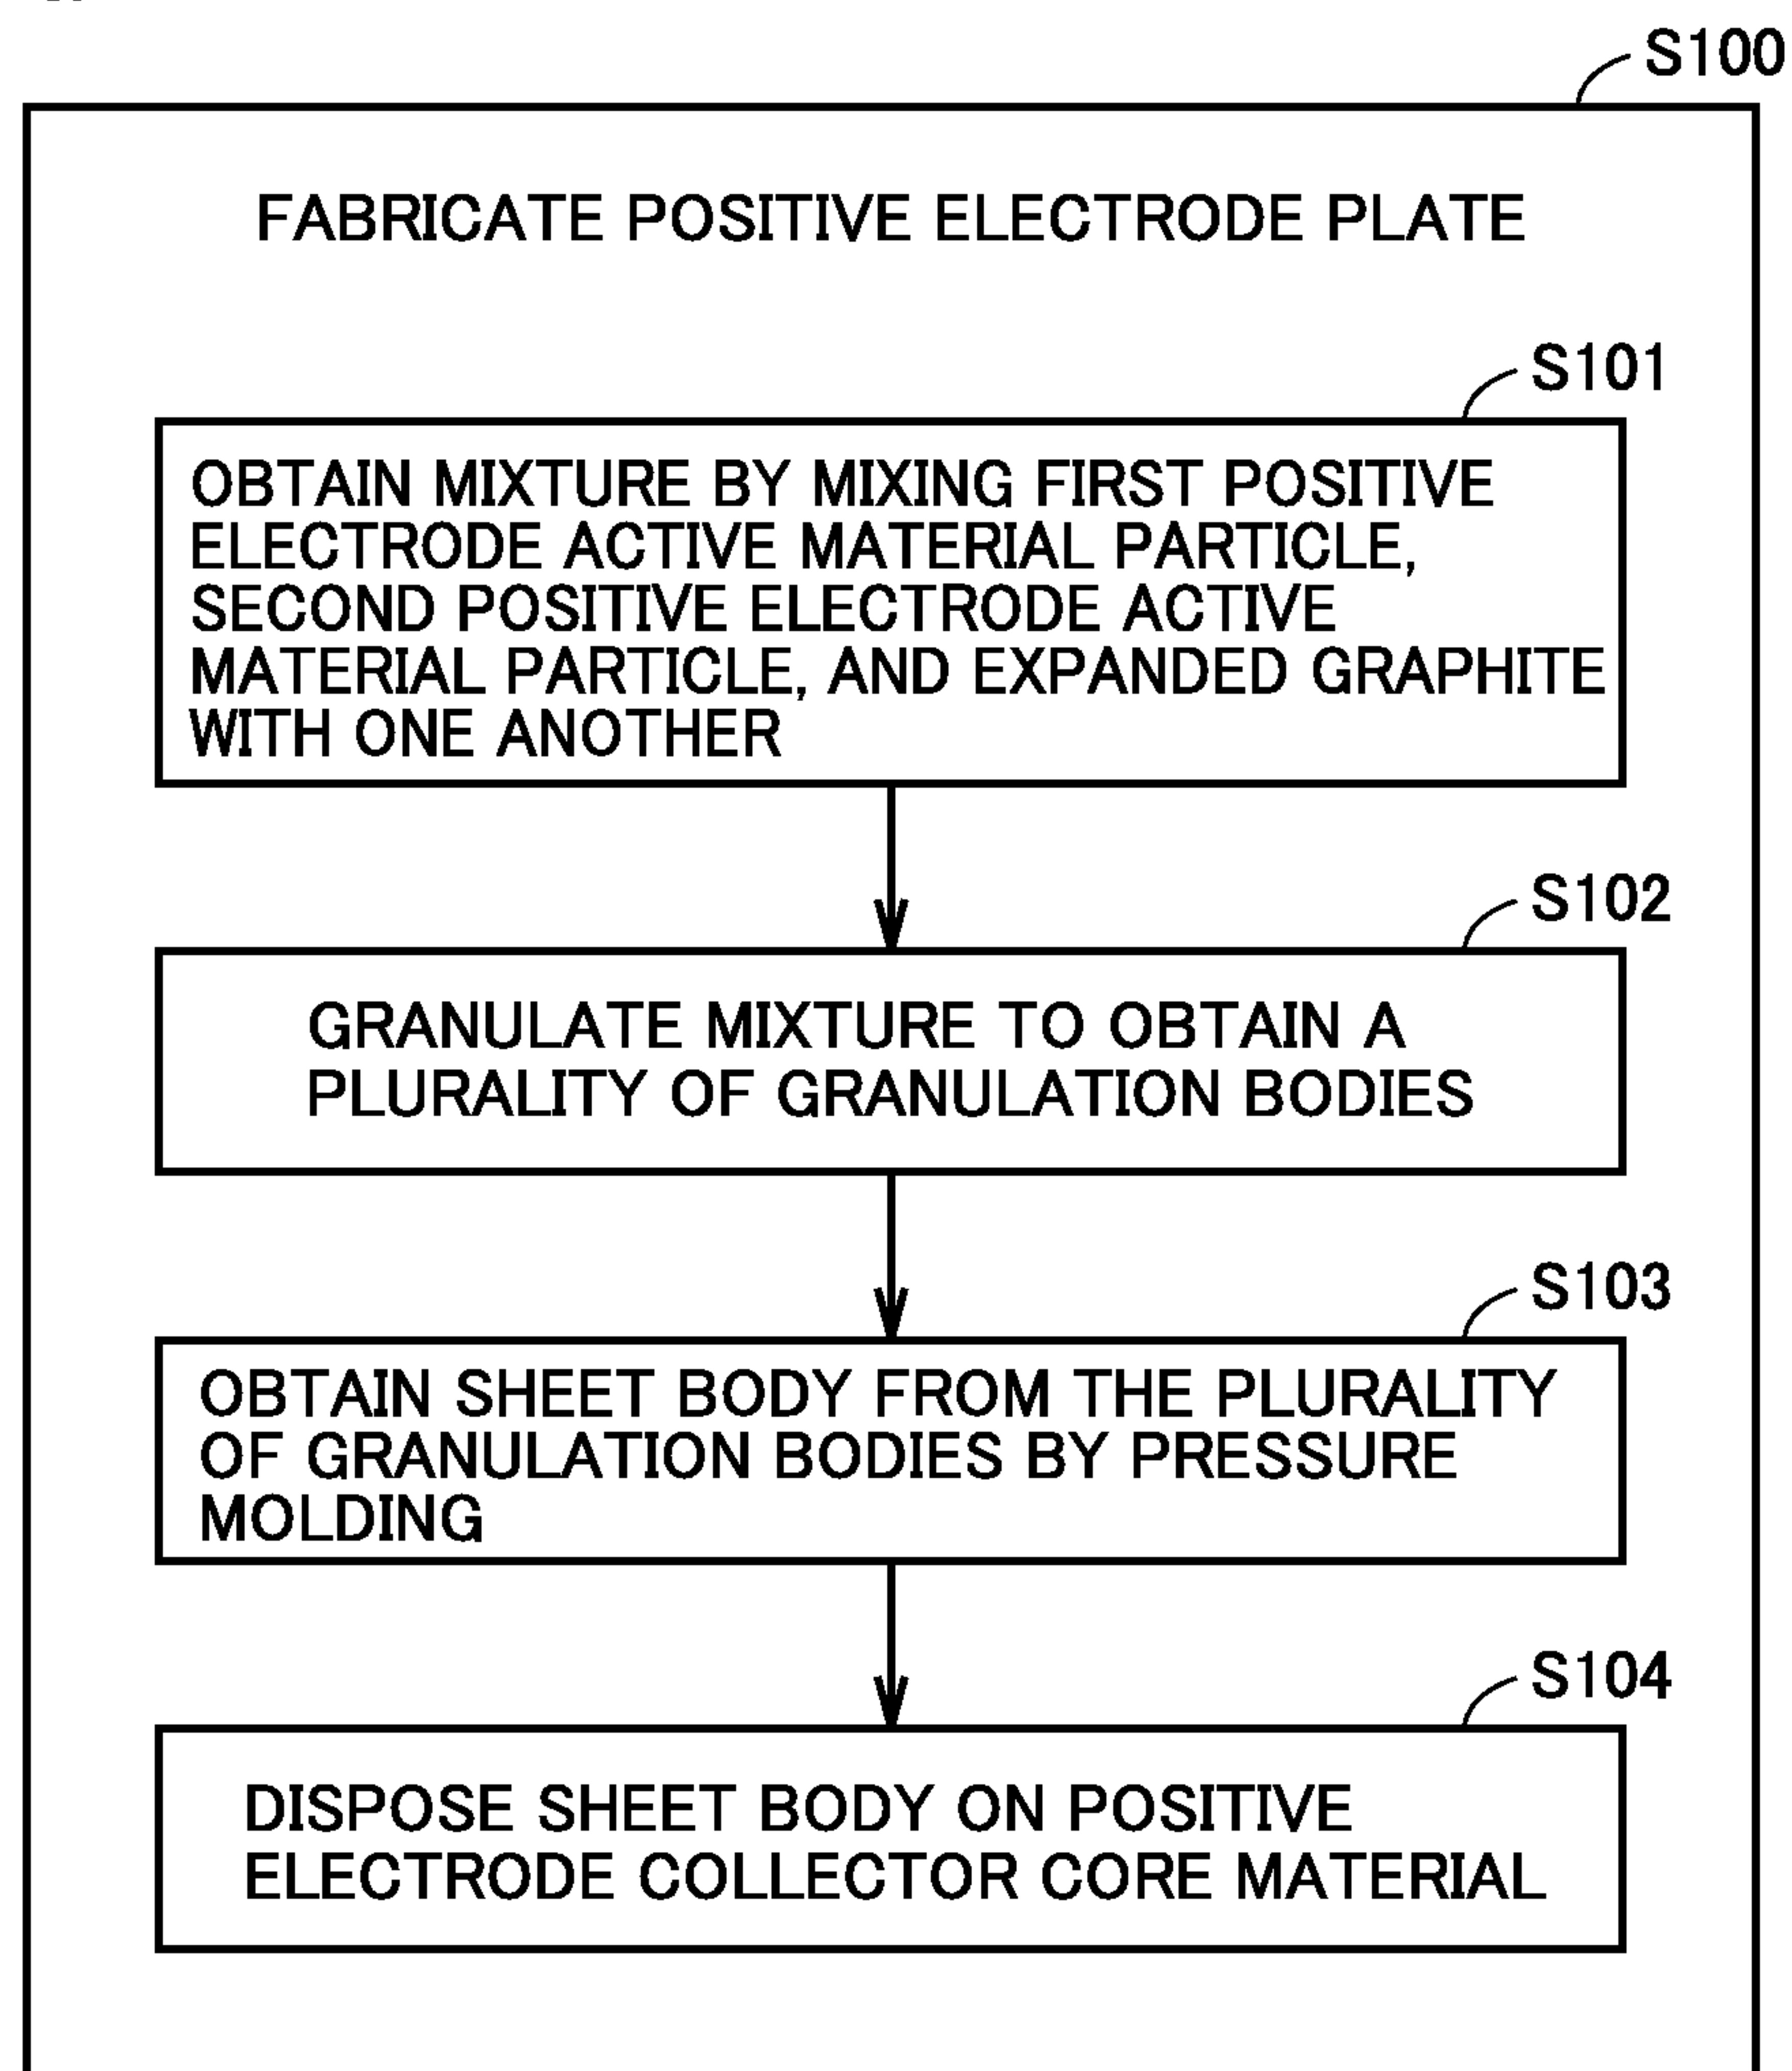 S100
FABRICATE POSITIVE ELECTRODE PLATE
S101
OBTAIN MIXTURE BY MIXING FIRST POSITIVE
ELECTRODE ACTIVE MATERIAL PARTICLE,
SECOND POSITIVE ELECTRODE ACTIVE
MATERIAL PARTICLE, AND EXPANDED GRAPHITE
WITH ONE ANOTHER
S102
GRANULATE MIXTURE TO OBTAIN A
PLURALITY OF GRANULATION BODIES
S103
OBTAIN SHEET BODY FROM THE PLURALITY
OF GRANULATION BODIES BY PRESSURE
MOLDING
S104
DISPOSE SHEET BODY ON POSITIVE
ELECTRODE COLLECTOR CORE MATERIAL